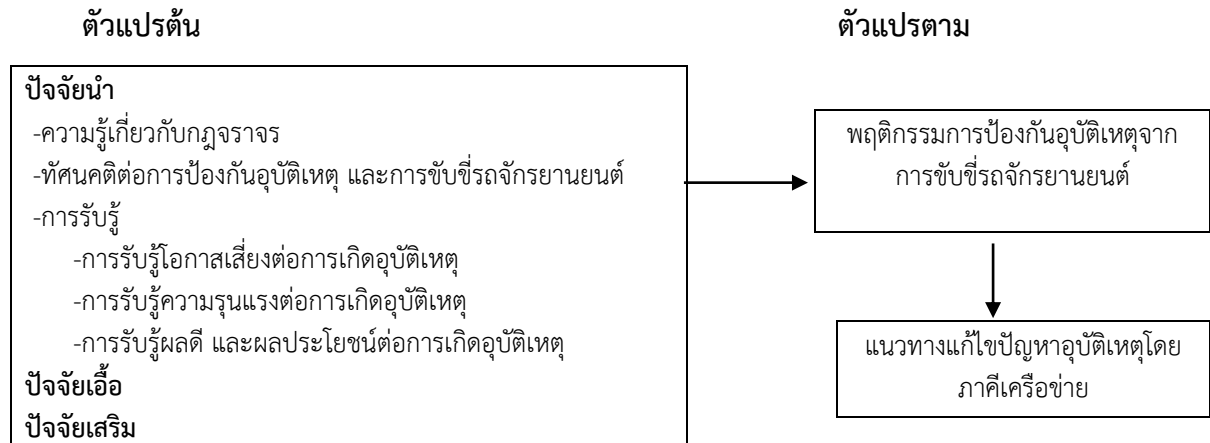 ตัวแปรต้น
ตัวแปรตาม
ปัจจัยนำ
-ความรู้เกี่ยวกับกฎจราจร
-ทัศนคติต่อการป้องกันอุบัติเหตุ และการขับขี่รถจักรยานยนต์
-การรับรู้
-การรับรู้โอกาสเสี่ยงต่อการเกิดอุบัติเหตุ
-การรับรู้ความรุนแรงต่อการเกิดอุบัติเหตุ
-การรับรู้ผลดี และผลประโยชน์ต่อการเกิดอุบัติเหตุ
ปัจจัยเอื้อ
ปัจจัยเสริม
พฤติกรรมการป้องกันอุบัติเหตุจาก
การขับขี่รถจักรยานยนต์
แนวทางแก้ไขปัญหาอุบัติเหตุโดย
ภาคีเครือข่าย